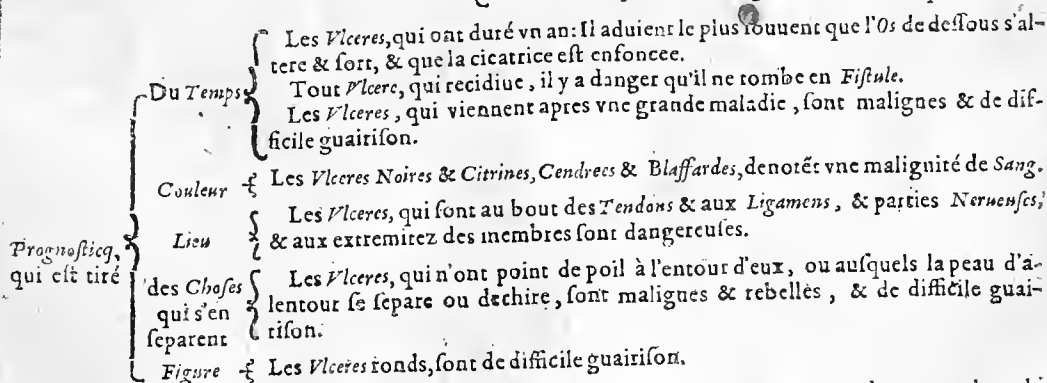 Prognosticq,
qui est tiré
Du Temps
Les Vlceres, qui ont duré vn an: Il aduient le plus souuent que l'Os de dessous s'al-
tere & sort, & que la cicatrice est enfoncee.
Tout Vlcere, qui recidiue, il y a danger qu'il ne tombe en Fistule.
Les Vlceres, qui viennent apres vne grande maladie, sont malignes & de dif-
ficile guairison.
Couleur
Les Vlceres Noires & Citrines, Cendrees & Blaffardes, denotẽt vne malignité de Sang.
Lieu
Les Vlceres, qui sont au bout des Tendons & aux Ligamens, & parties Neruenses,
& aux extremitez des membres sont dangereuses.
des Choses
qui s'en
separent
Les Vlceres, qui n'ont point de poil à l'entour d'eux, ou ausquels la peau d'a-
lentour se separe ou dechire, sont malignes & rebelles, & de difficile guai-
rison.
Figure
Les Vlceres ronds, sont de difficile guairison.